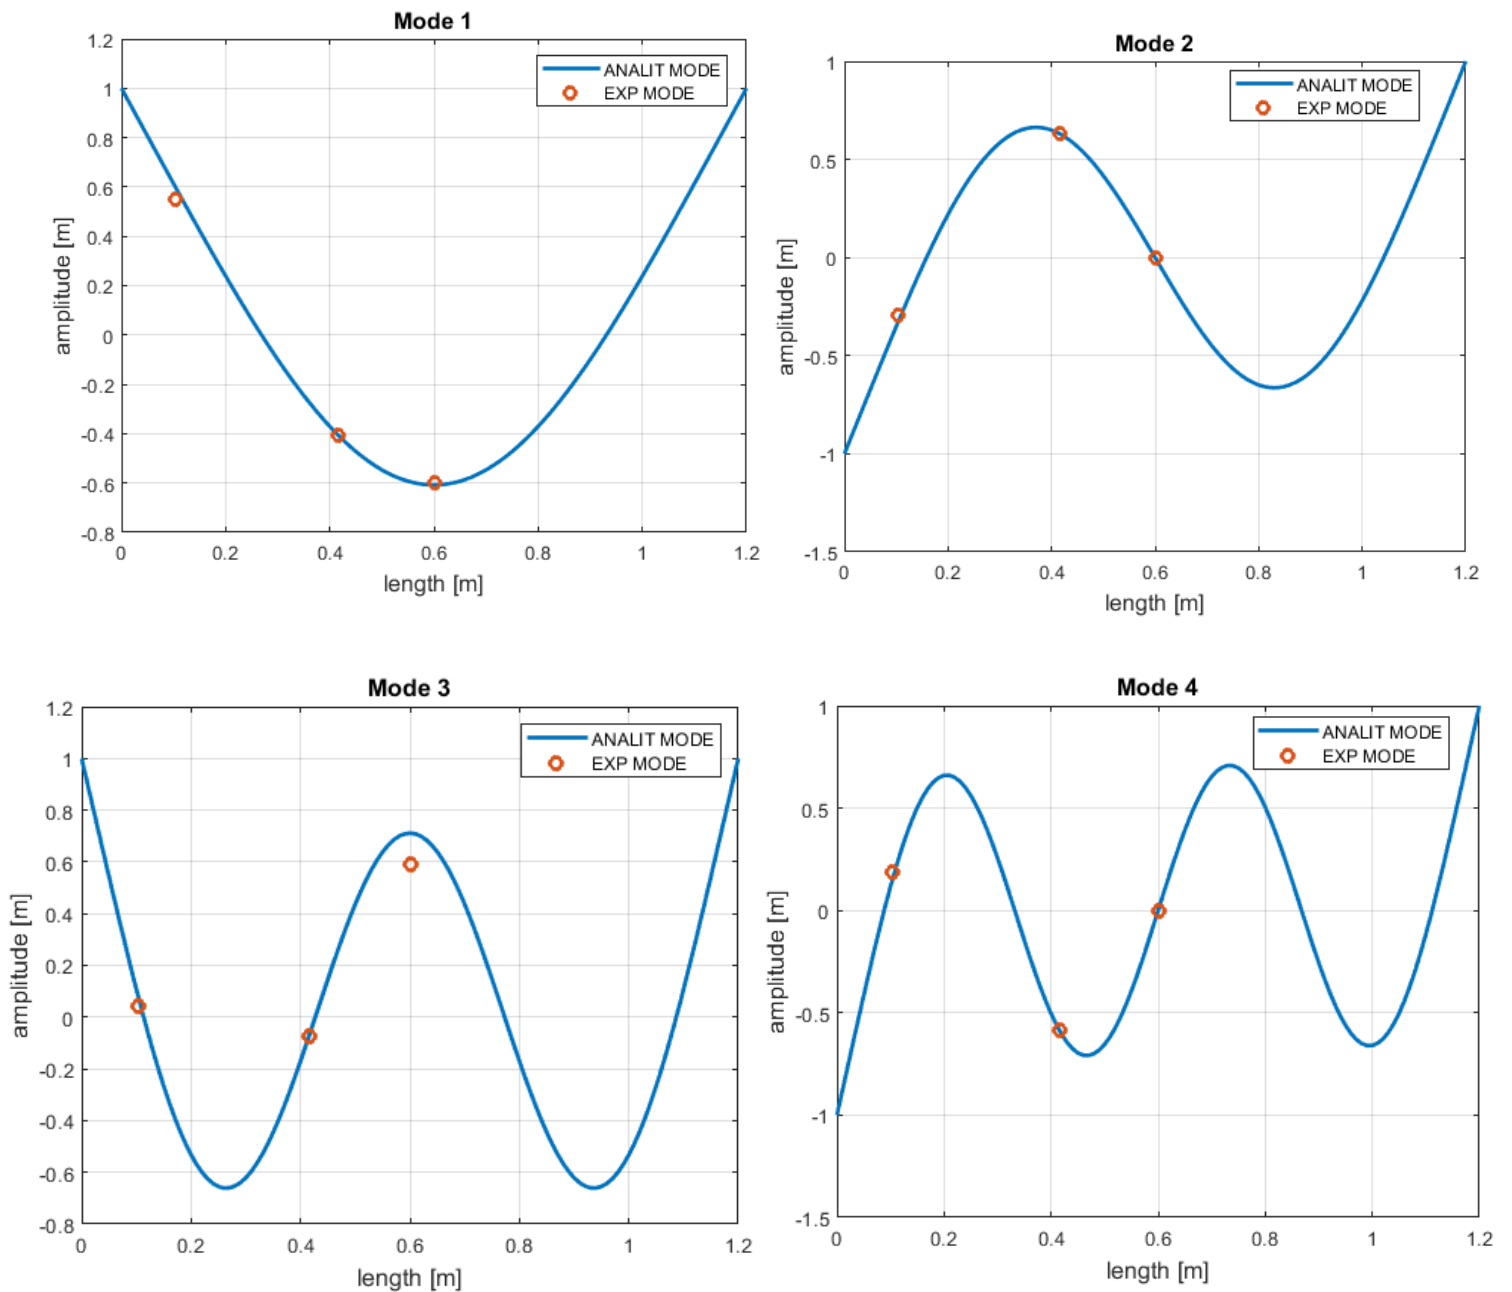 Mode 1
ANALIT MODE
EXP MODE
1.2
1
0.8
0.6
0.4
0.2
0
-0.2
-0.4
-0.6
-0.8
amplitude [m]
0 0.2 0.4 0.6 0.8 1 1.2
length [m]
Mode 2
ANALIT MODE
EXP MODE
1
0.5
0
-0.5
-1
-1.5
amplitude [m]
0 0.2 0.4 0.6 0.8 1 1.2
length [m]
Mode 3
ANALIT MODE
EXP MODE
1.2
1
0.8
0.6
0.4
0.2
0
-0.2
-0.4
-0.6
-0.8
amplitude [m]
0 0.2 0.4 0.6 0.8 1 1.2
length [m]
Mode 4
ANALIT MODE
EXP MODE
1
0.5
0
-0.5
-1
-1.5
amplitude [m]
0 0.2 0.4 0.6 0.8 1 1.2
length [m]